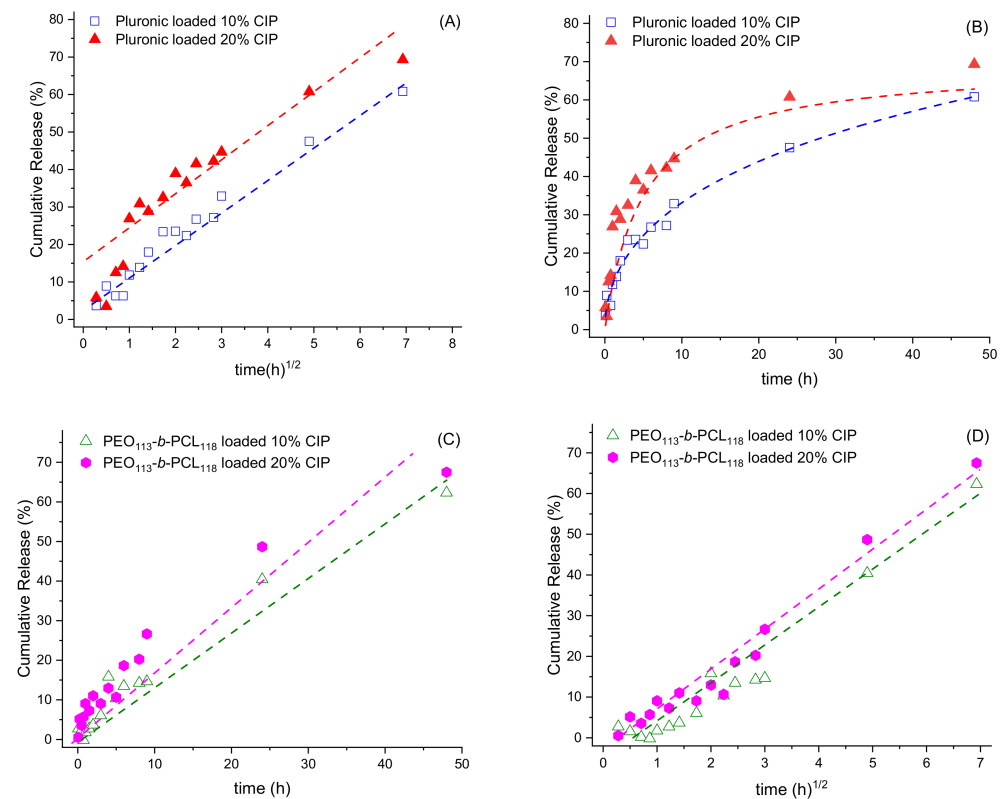 Pluronic loaded 10% CIP
Pluronic loaded 20% CIP
(A)
Cumulative Release (%)
80
70
60
50
40
30
20
10
0
0 1 2 3 4 5 6 7 8
time(h)^1/2
Pluronic loaded 10% CIP
Pluronic loaded 20% CIP
(B)
Cumulative Release (%)
80
70
60
50
40
30
20
10
0
0 10 20 30 40 50
time (h)
PEO113-b-PCL118 loaded 10% CIP
PEO113-b-PCL118 loaded 20% CIP
(C)
Cumulative Release (%)
70
60
50
40
30
20
10
0
0 10 20 30 40 50
time (h)
PEO113-b-PCL118 loaded 10% CIP
PEO113-b-PCL118 loaded 20% CIP
(D)
Cumulative Release (%)
70
60
50
40
30
20
10
0
0 1 2 3 4 5 6 7
time (h)^1/2